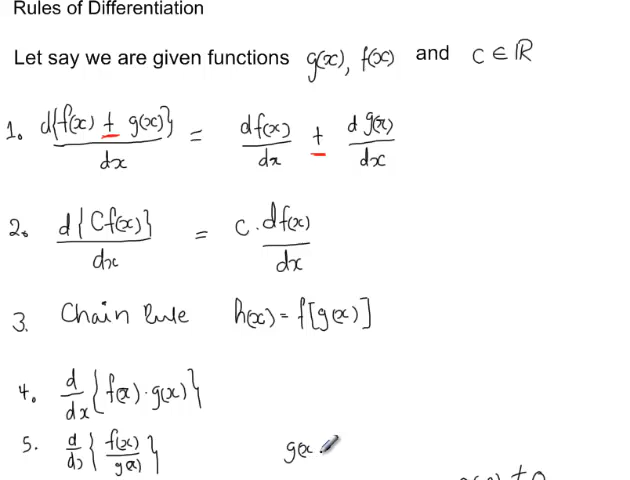 Rules of Differentiation
Let say we are given functions g(x), f(x) and c ∈ ℝ
1. d{f(x) + g(x)}/dx = df(x)/dx + d g(x)/dx
2. d{Cf(x)}/dx = c · df(x)/dx
3. Chain Rule h(x) = f[g(x)]
4. d/dx {f(x) · g(x)}
5. d/dx {f(x)/g(x)} g(x